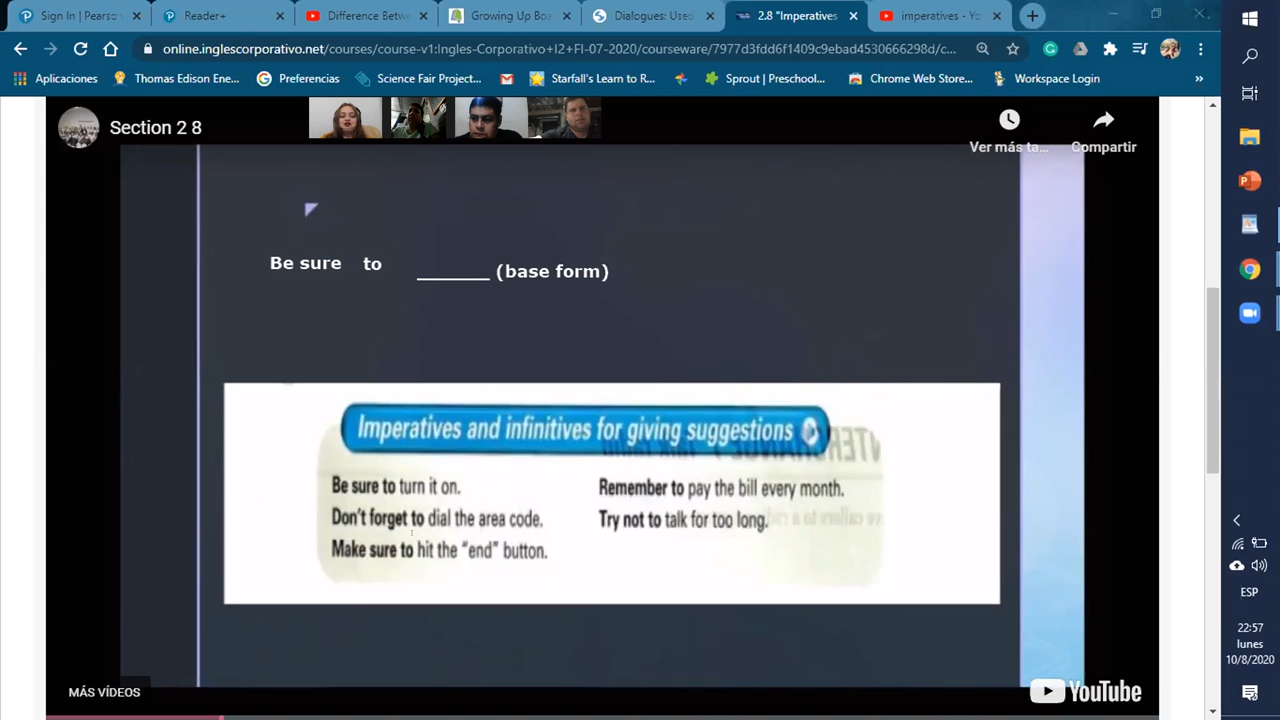 Sign In | Pearson
Reader+
Difference Betw
Growing Up Boa
Dialogues: Used
2.8 "Imperatives
imperatives - Yo
online.inglescorporativo.net/courses/course-v1:Ingles-Corporativo+I2+FI-07-2020/courseware/7977d3fdd6f1409c9ebad4530666298d/c...
Aplicaciones
Thomas Edison Ene...
Preferencias
Science Fair Project...
Starfall's Learn to R...
Sprout | Preschool...
Chrome Web Store...
Workspace Login
»
Section 2 8
Ver más ta...
Compartir
Be sure to ______ (base form)
Imperatives and infinitives for giving suggestions
Be sure to turn it on.
Don't forget to dial the area code.
Make sure to hit the "end" button.
Remember to pay the bill every month.
Try not to talk for too long.
MÁS VÍDEOS
YouTube
ESP
22:57
lunes
10/8/2020